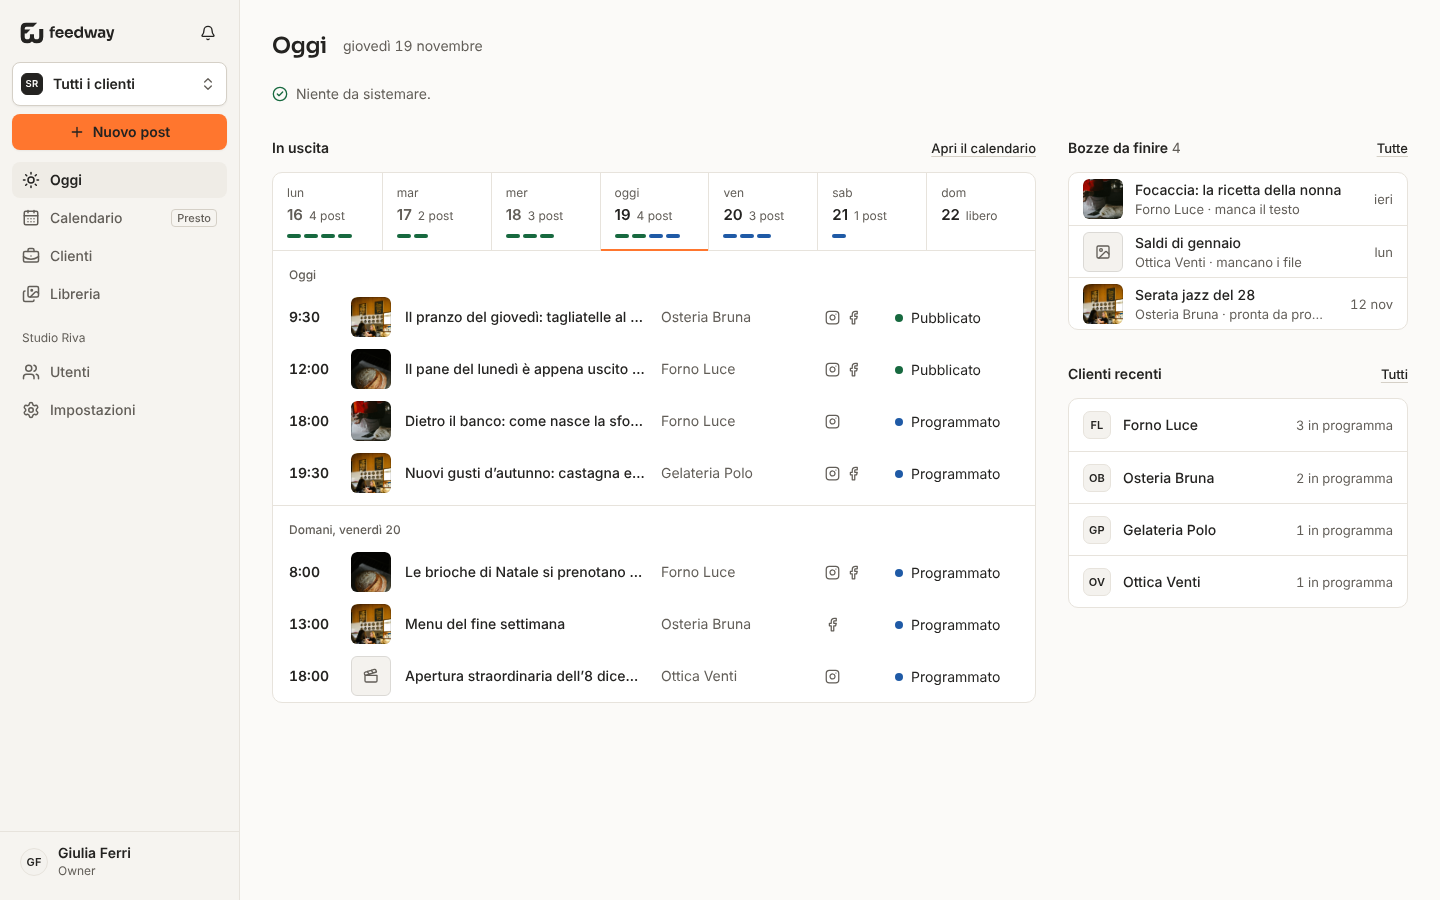 feedway
SR Tutti i clienti
Nuovo post
Oggi
Calendario Presto
Clienti
Libreria
Studio Riva
Utenti
Impostazioni
GF Giulia Ferri
Owner
Oggi giovedì 19 novembre
Niente da sistemare.
In uscita Apri il calendario
lun mar mer oggi ven sab dom
16 4 post 17 2 post 18 3 post 19 4 post 20 3 post 21 1 post 22 libero
Oggi
9:30 Il pranzo del giovedì: tagliatelle al ... Osteria Bruna Pubblicato
12:00 Il pane del lunedì è appena uscito ... Forno Luce Pubblicato
18:00 Dietro il banco: come nasce la sfo... Forno Luce Programmato
19:30 Nuovi gusti d’autunno: castagna e... Gelateria Polo Programmato
Domani, venerdì 20
8:00 Le brioche di Natale si prenotano ... Forno Luce Programmato
13:00 Menu del fine settimana Osteria Bruna Programmato
18:00 Apertura straordinaria dell’8 dice... Ottica Venti Programmato
Bozze da finire 4 Tutte
Focaccia: la ricetta della nonna ieri
Forno Luce · manca il testo
Saldi di gennaio lun
Ottica Venti · mancano i file
Serata jazz del 28 12 nov
Osteria Bruna · pronta da pro...
Clienti recenti Tutti
FL Forno Luce 3 in programma
OB Osteria Bruna 2 in programma
GP Gelateria Polo 1 in programma
OV Ottica Venti 1 in programma